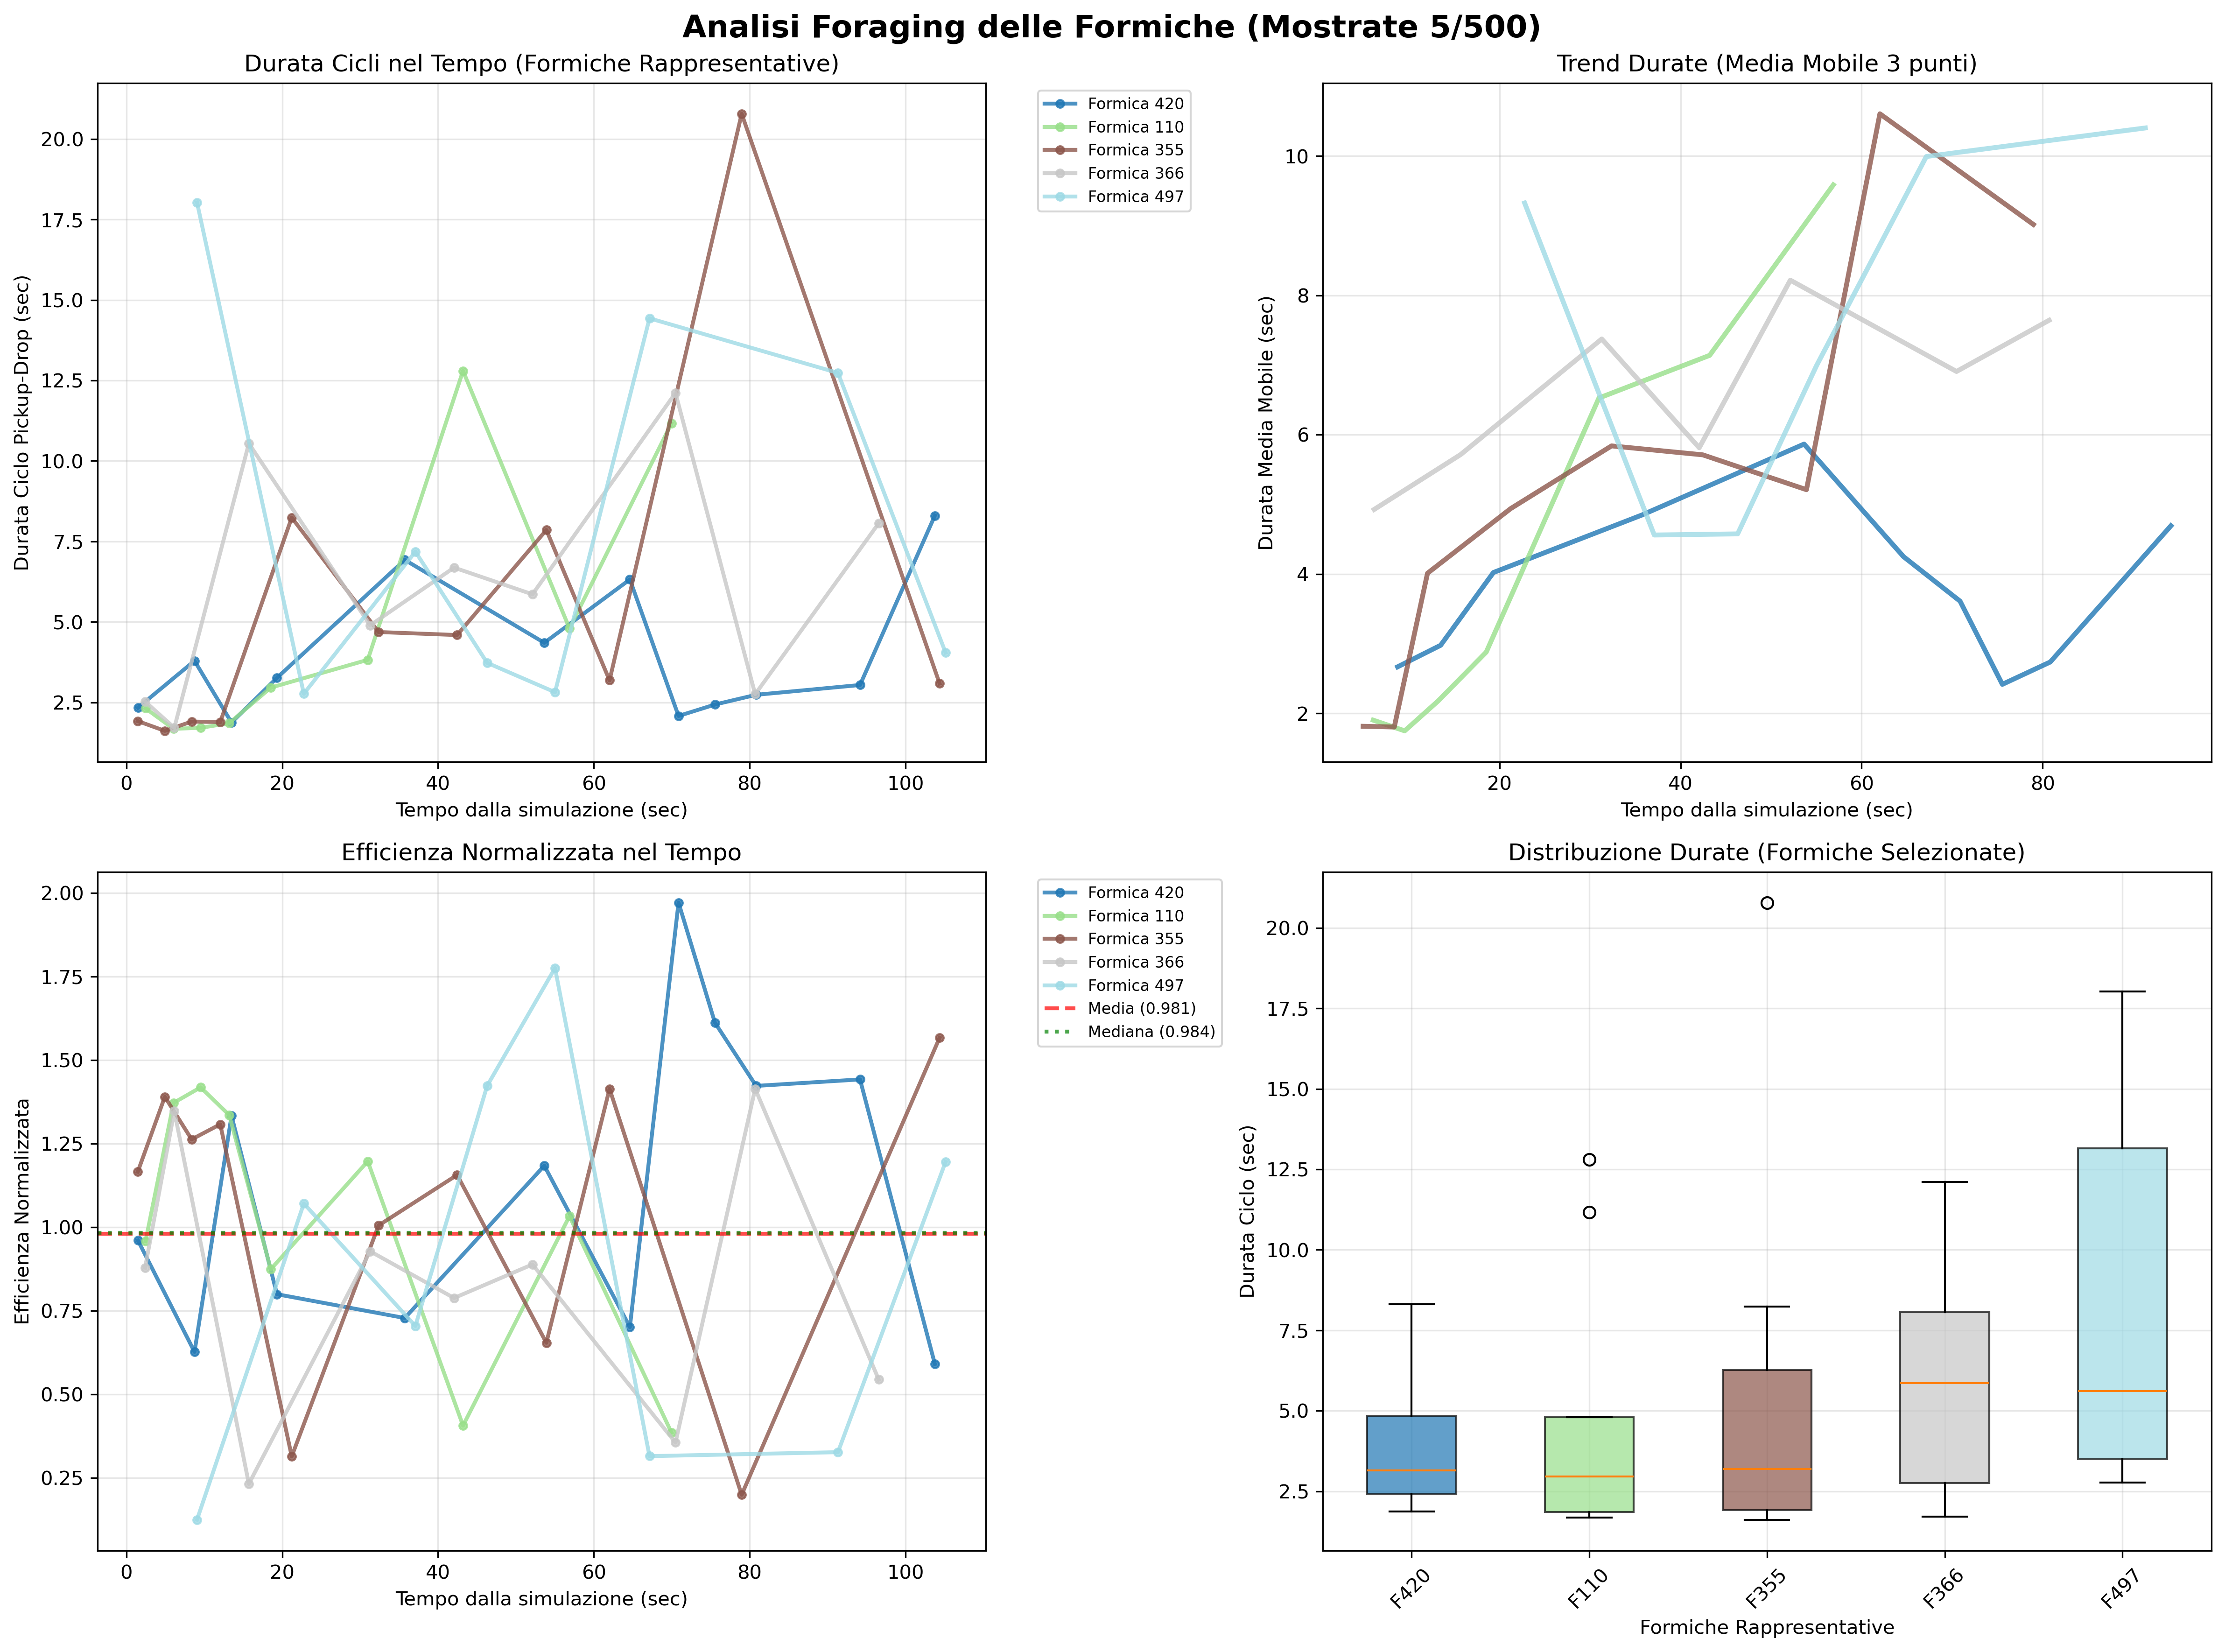 Analisi Foraging delle Formiche (Mostrate 5/500)
Durata Cicli nel Tempo (Formiche Rappresentative)
Durata Ciclo Pickup-Drop (sec)
20.0
17.5
15.0
12.5
10.0
7.5
5.0
2.5
0
20
40
60
80
100
Tempo dalla simulazione (sec)
Formica 420
Formica 110
Formica 355
Formica 366
Formica 497
Trend Durate (Media Mobile 3 punti)
Durata Media Mobile (sec)
10
8
6
4
2
20
40
60
80
Tempo dalla simulazione (sec)
Efficienza Normalizzata nel Tempo
Efficienza Normalizzata
2.00
1.75
1.50
1.25
1.00
0.75
0.50
0.25
0
20
40
60
80
100
Tempo dalla simulazione (sec)
Formica 420
Formica 110
Formica 355
Formica 366
Formica 497
Media (0.981)
Mediana (0.984)
Distribuzione Durate (Formiche Selezionate)
Durata Ciclo (sec)
20.0
17.5
15.0
12.5
10.0
7.5
5.0
2.5
F420
F110
F355
F366
F497
Formiche Rappresentative